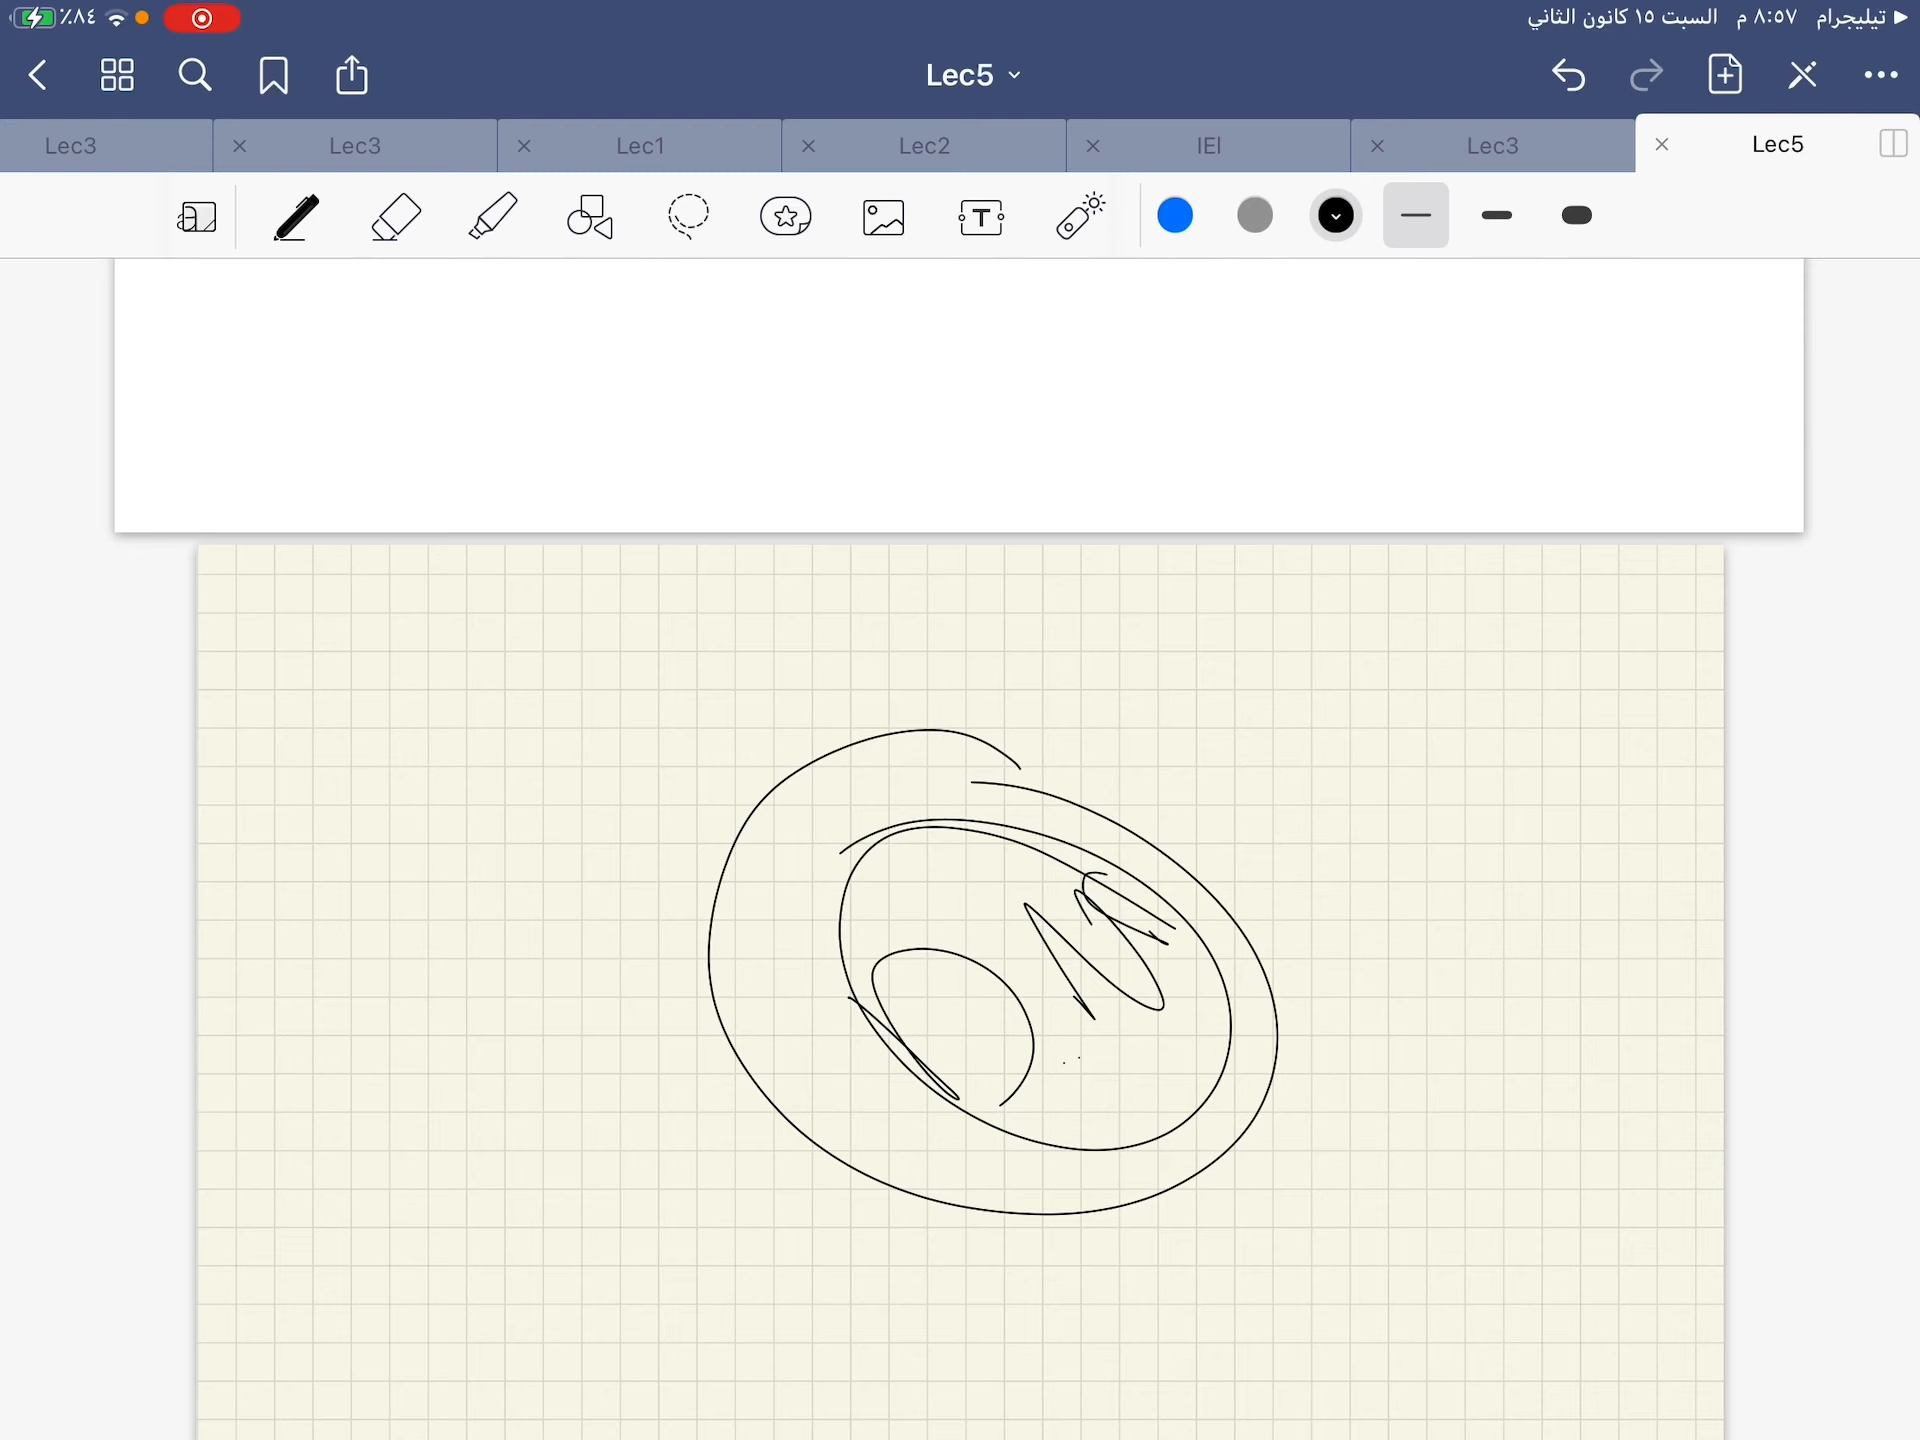 ٪٨٤ ◀ تيليجرام ٨:٥٧ م السبت ١٥ كانون الثاني
Lec5
Lec3 Lec3 Lec1 Lec2 IEI Lec3 Lec5
a T